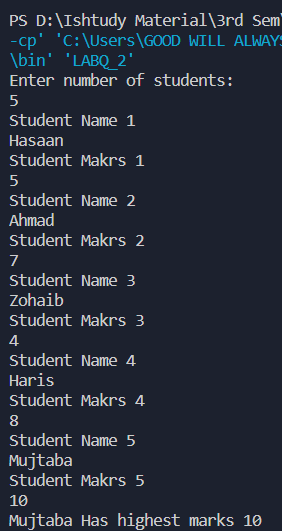 PS D:\Ishtudy Material\3rd Sem\
-cp' 'C:\Users\GOOD WILL ALWAYS
\bin' 'LABQ_2'
Enter number of students:
5
Student Name 1
Hasaan
Student Makrs 1
5
Student Name 2
Ahmad
Student Makrs 2
7
Student Name 3
Zohaib
Student Makrs 3
4
Student Name 4
Haris
Student Makrs 4
8
Student Name 5
Mujtaba
Student Makrs 5
10
Mujtaba Has highest marks 10